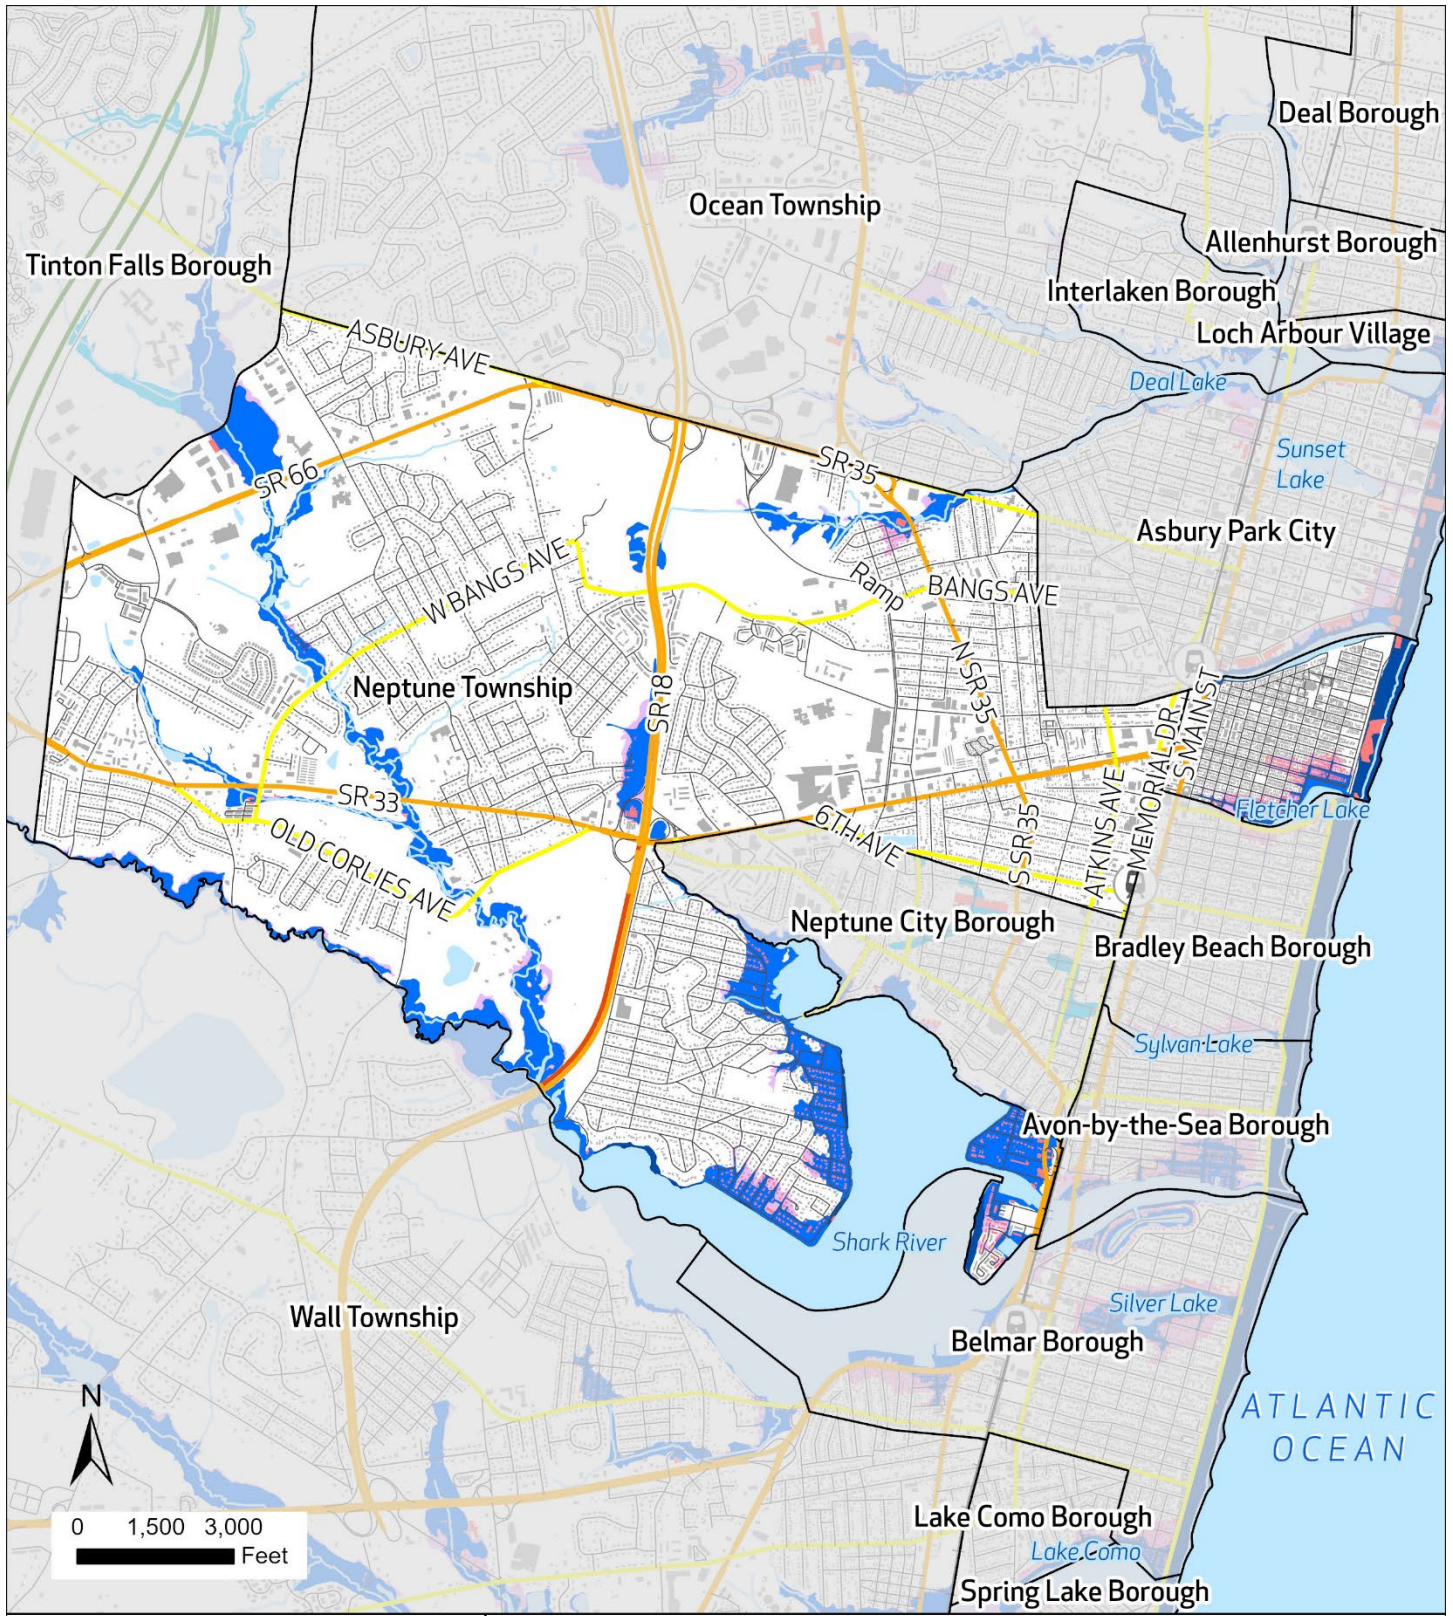 Deal Borough
Ocean Township
Allenhurst Borough
Tinton Falls Borough
Interlaken Borough
Loch Arbour Village
ASBURY AVE
Deal Lake
Sunset
Lake
SR 35
SR 66
Asbury Park City
W BANGS AVE
Ramp
BANGS AVE
Neptune Township
SR 18
N SR 35
MEMORIAL DR
S MAIN ST
SR 33
Fletcher Lake
6TH AVE
OLD CORLIES AVE
S SR 35
ATKINS AVE
Neptune City Borough
Bradley Beach Borough
Sylvan Lake
Avon-by-the-Sea Borough
Shark River
Silver Lake
Wall Township
Belmar Borough
N
ATLANTIC
OCEAN
Lake Como Borough
0 1,500 3,000
Feet
Lake Como
Spring Lake Borough